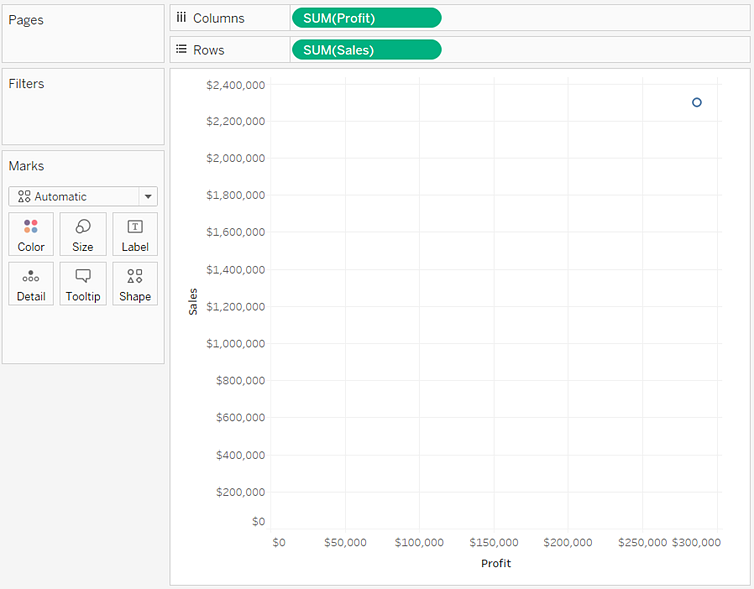 Pages
Columns SUM(Profit)
Rows SUM(Sales)
Filters
Marks
Automatic
Color Size Label
Detail Tooltip Shape
Sales
$2,400,000
$2,200,000
$2,000,000
$1,800,000
$1,600,000
$1,400,000
$1,200,000
$1,000,000
$800,000
$600,000
$400,000
$200,000
$0
$0 $50,000 $100,000 $150,000 $200,000 $250,000 $300,000
Profit